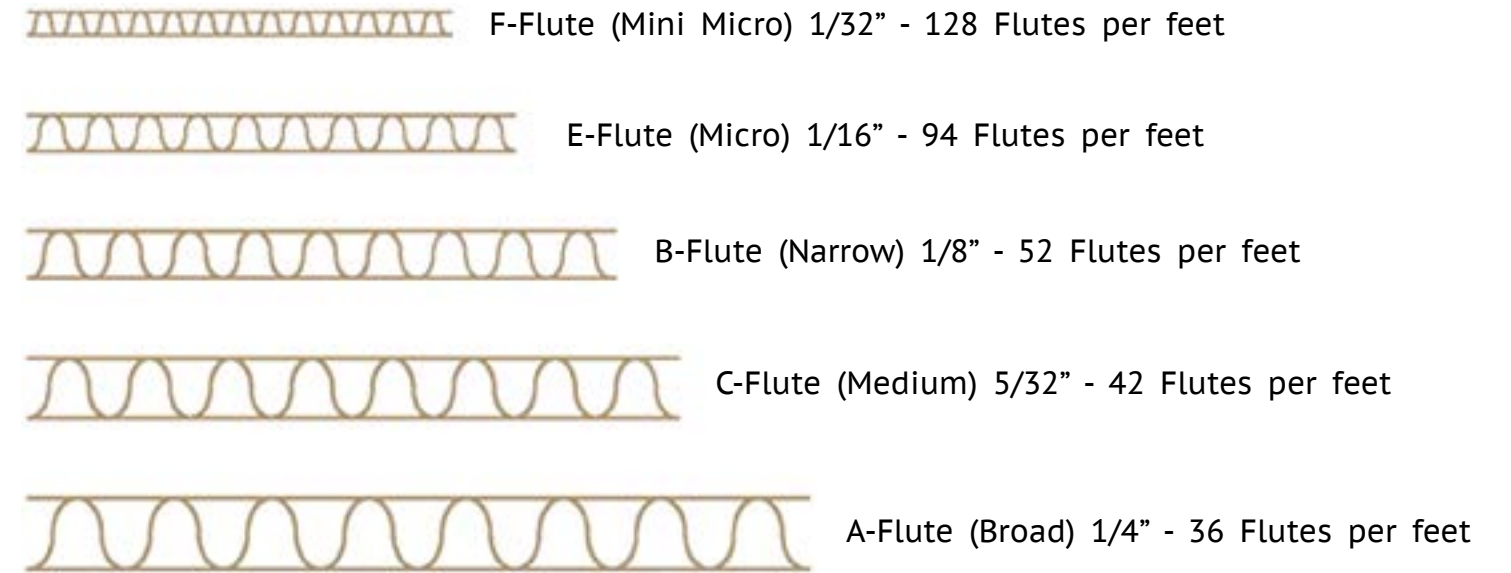 F-Flute (Mini Micro) 1/32” - 128 Flutes per feet
E-Flute (Micro) 1/16” - 94 Flutes per feet
B-Flute (Narrow) 1/8” - 52 Flutes per feet
C-Flute (Medium) 5/32” - 42 Flutes per feet
A-Flute (Broad) 1/4” - 36 Flutes per feet